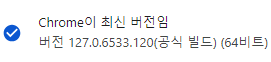 Chrome이 최신 버전임
버전 127.0.6533.120(공식 빌드) (64비트)